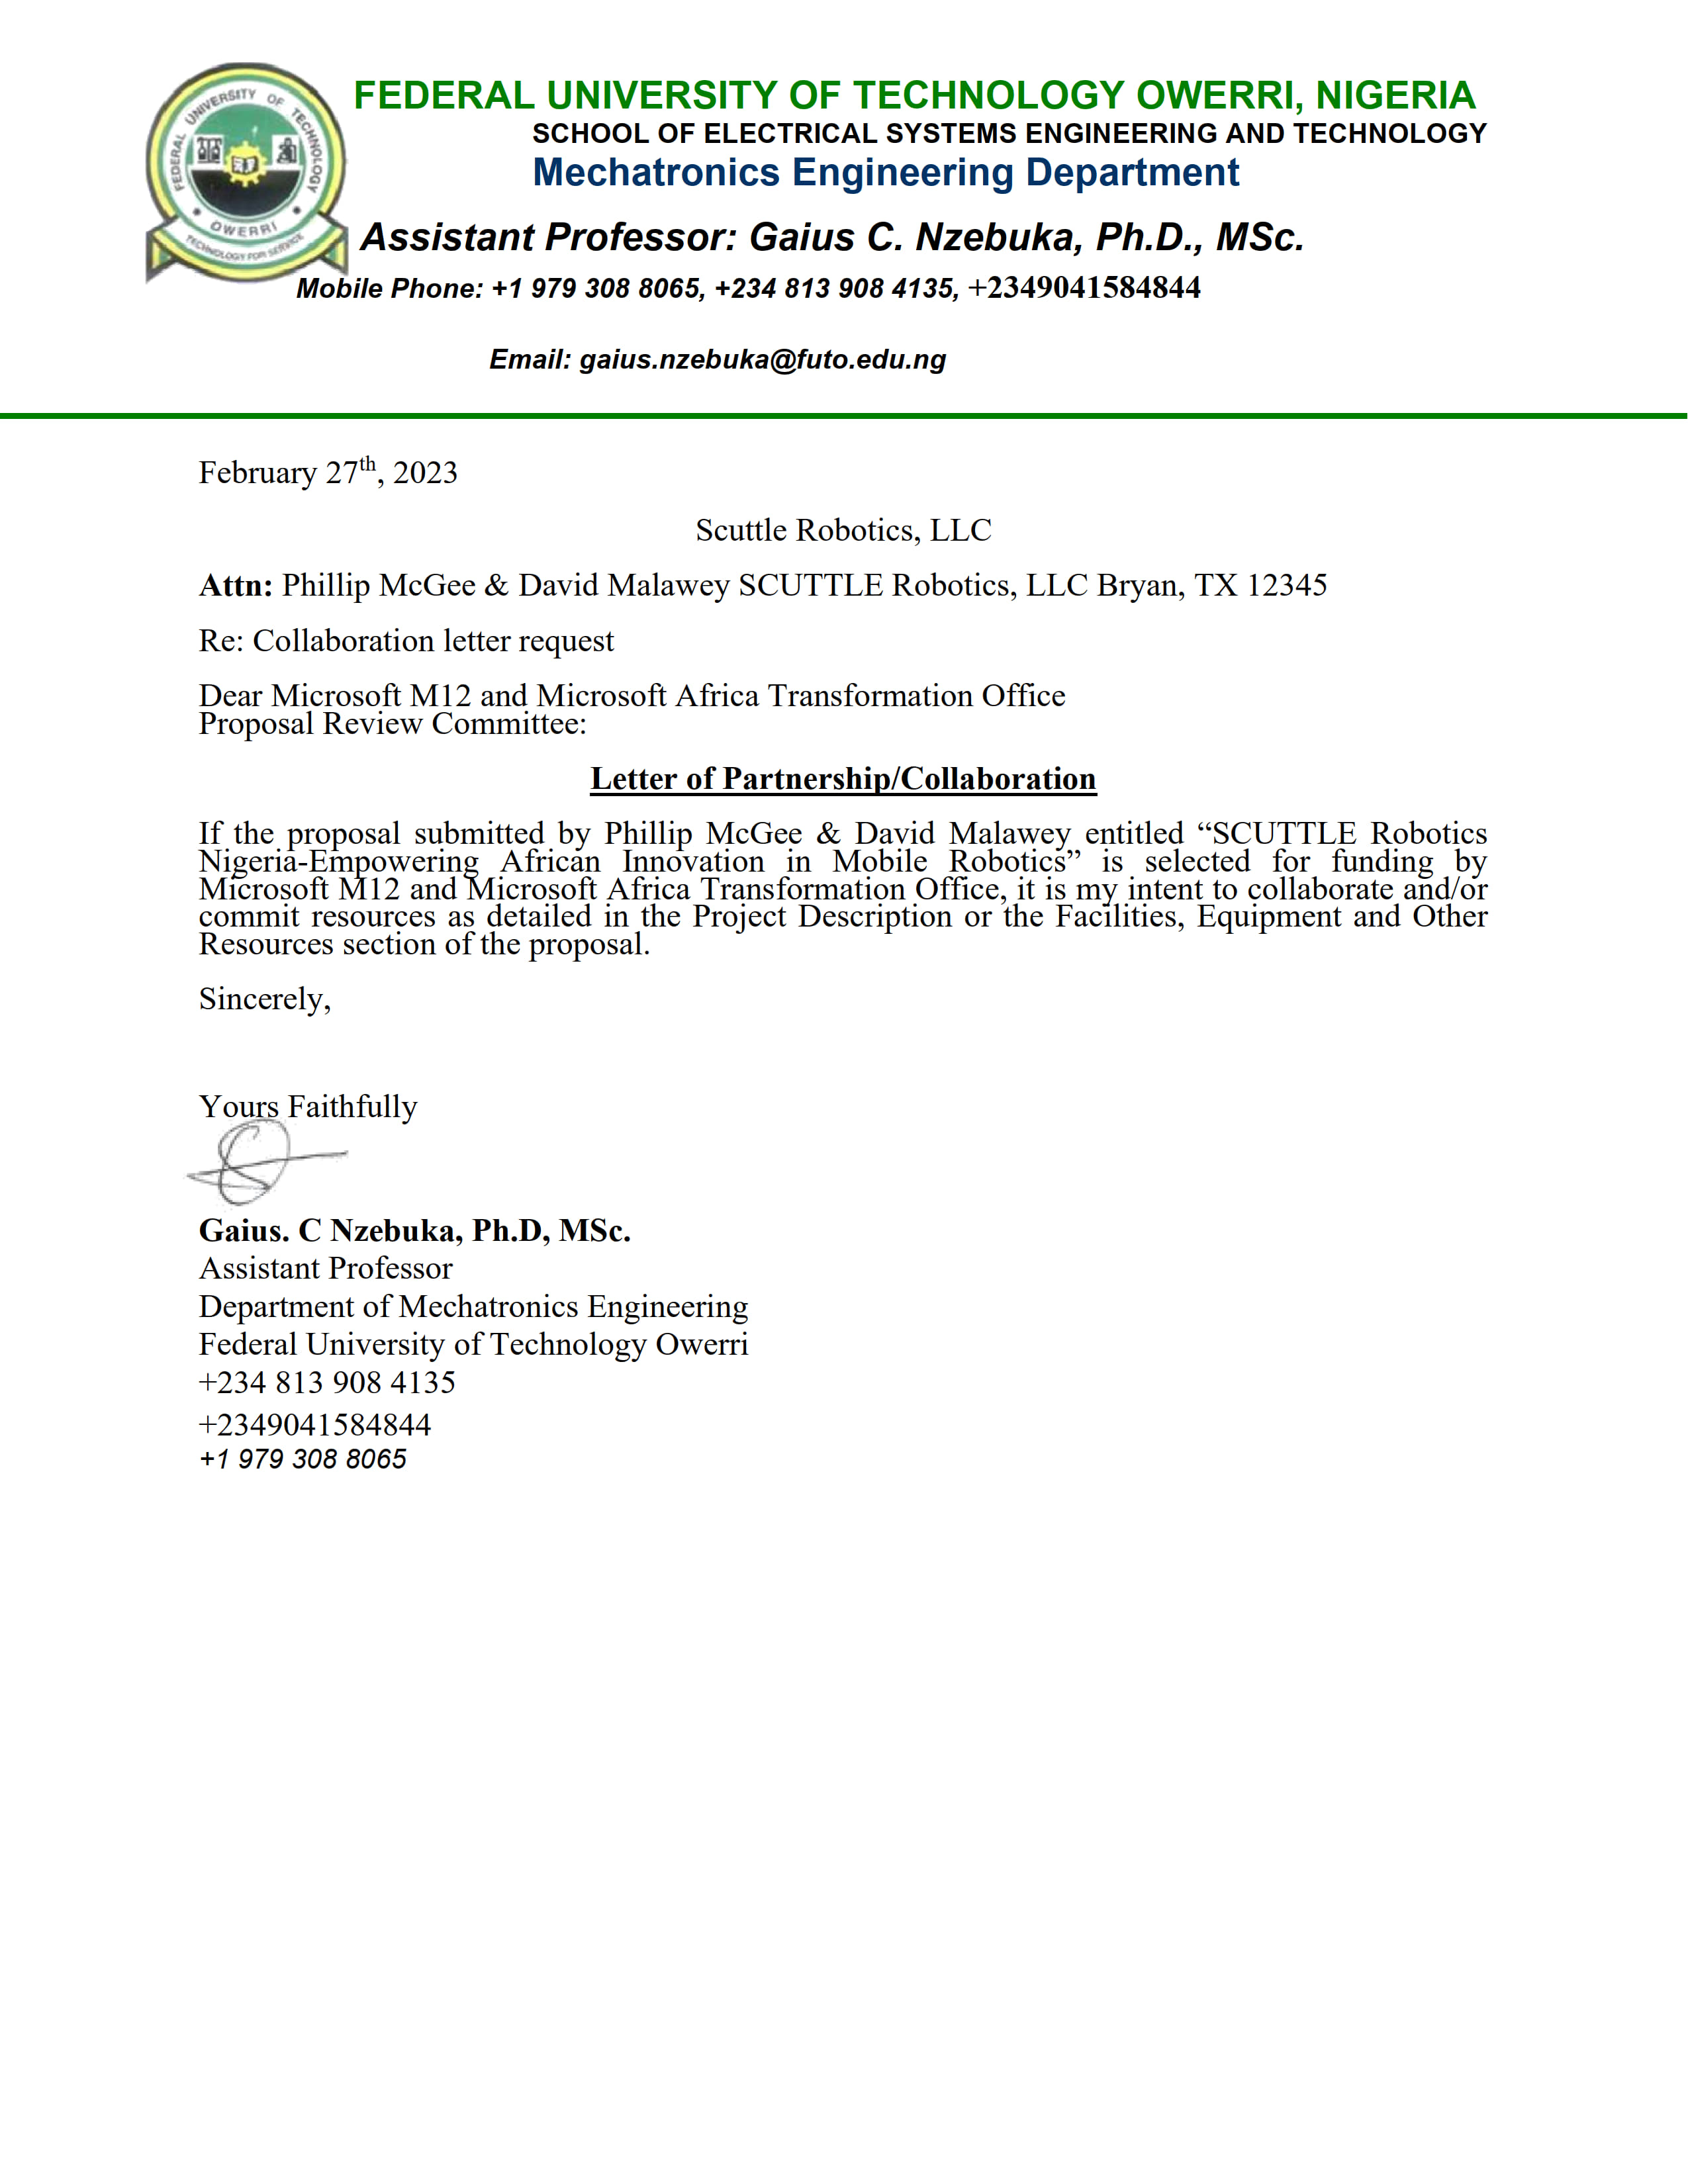 FEDERAL UNIVERSITY OF TECHNOLOGY
OWERRI
TECHNOLOGY FOR SERVICE
FEDERAL UNIVERSITY OF TECHNOLOGY OWERRI, NIGERIA
SCHOOL OF ELECTRICAL SYSTEMS ENGINEERING AND TECHNOLOGY
Mechatronics Engineering Department
Assistant Professor: Gaius C. Nzebuka, Ph.D., MSc.
Mobile Phone: +1 979 308 8065, +234 813 908 4135, +2349041584844
Email: gaius.nzebuka@futo.edu.ng
February 27th, 2023
Scuttle Robotics, LLC
Attn: Phillip McGee & David Malawey SCUTTLE Robotics, LLC Bryan, TX 12345
Re: Collaboration letter request
Dear Microsoft M12 and Microsoft Africa Transformation Office
Proposal Review Committee:
Letter of Partnership/Collaboration
If the proposal submitted by Phillip McGee & David Malawey entitled “SCUTTLE Robotics
Nigeria-Empowering African Innovation in Mobile Robotics” is selected for funding by
Microsoft M12 and Microsoft Africa Transformation Office, it is my intent to collaborate and/or
commit resources as detailed in the Project Description or the Facilities, Equipment and Other
Resources section of the proposal.
Sincerely,
Yours Faithfully
Gaius. C Nzebuka, Ph.D, MSc.
Assistant Professor
Department of Mechatronics Engineering
Federal University of Technology Owerri
+234 813 908 4135
+2349041584844
+1 979 308 8065